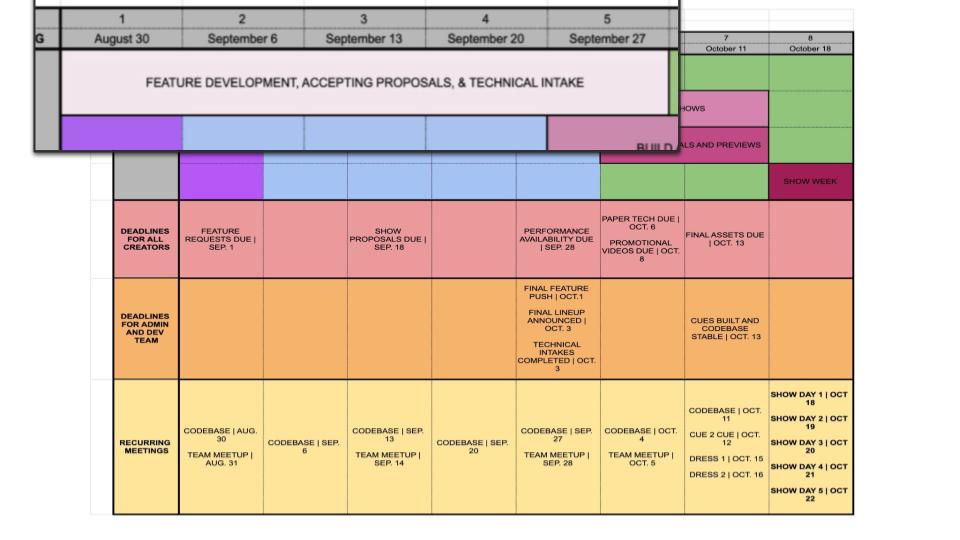 1 2 3 4 5
G August 30 September 6 September 13 September 20 September 27
7 8
October 11 October 18
FEATURE DEVELOPMENT, ACCEPTING PROPOSALS, & TECHNICAL INTAKE
HOWS
BUILD
ALS AND PREVIEWS
SHOW WEEK
DEADLINES
FOR ALL
CREATORS
FEATURE
REQUESTS DUE |
SEP. 1
SHOW
PROPOSALS DUE |
SEP. 18
PERFORMANCE
AVAILABILITY DUE
| SEP. 28
PAPER TECH DUE |
OCT. 6
PROMOTIONAL
VIDEOS DUE | OCT.
8
FINAL ASSETS DUE
| OCT. 13
DEADLINES
FOR ADMIN
AND DEV
TEAM
FINAL FEATURE
PUSH | OCT.1
FINAL LINEUP
ANNOUNCED |
OCT. 3
TECHNICAL
INTAKES
COMPLETED | OCT.
3
CUES BUILT AND
CODEBASE
STABLE | OCT. 13
RECURRING
MEETINGS
CODEBASE | AUG.
30
TEAM MEETUP |
AUG. 31
CODEBASE | SEP.
6
CODEBASE | SEP.
13
TEAM MEETUP |
SEP. 14
CODEBASE | SEP.
20
CODEBASE | SEP.
27
TEAM MEETUP |
SEP. 28
CODEBASE | OCT.
4
TEAM MEETUP |
OCT. 5
CODEBASE | OCT.
11
CUE 2 CUE | OCT.
12
DRESS 1 | OCT. 15
DRESS 2 | OCT. 16
SHOW DAY 1 | OCT
18
SHOW DAY 2 | OCT
19
SHOW DAY 3 | OCT
20
SHOW DAY 4 | OCT
21
SHOW DAY 5 | OCT
22